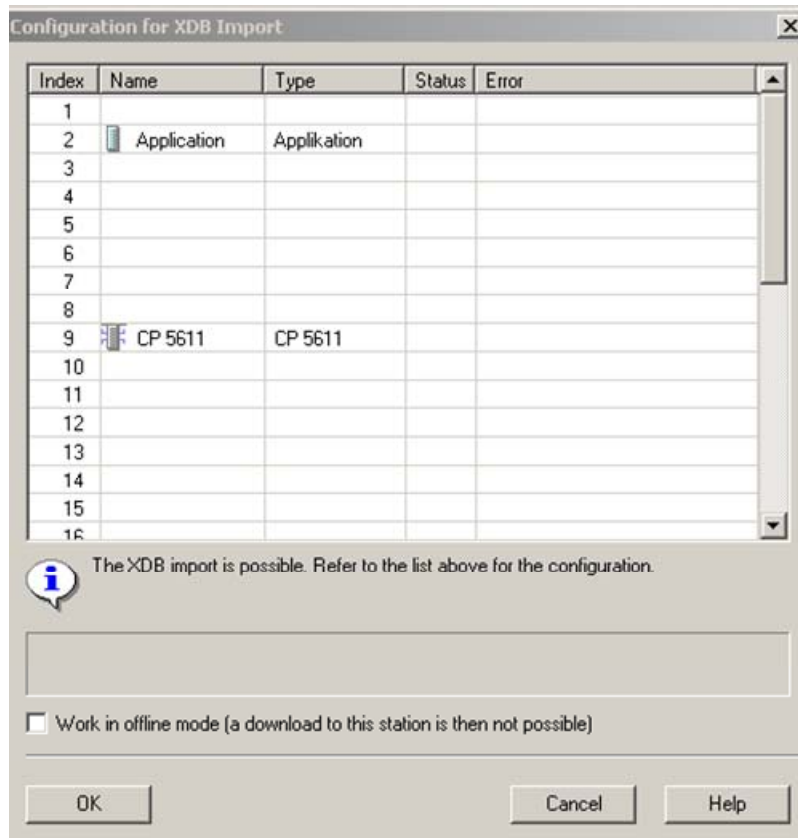 Configuration for XDB Import
Index Name Type Status Error
1
2 Application Applikation
3
4
5
6
7
8
9 CP 5611 CP 5611
10
11
12
13
14
15
16
The XDB import is possible. Refer to the list above for the configuration.
Work in offline mode (a download to this station is then not possible)
OK Cancel Help